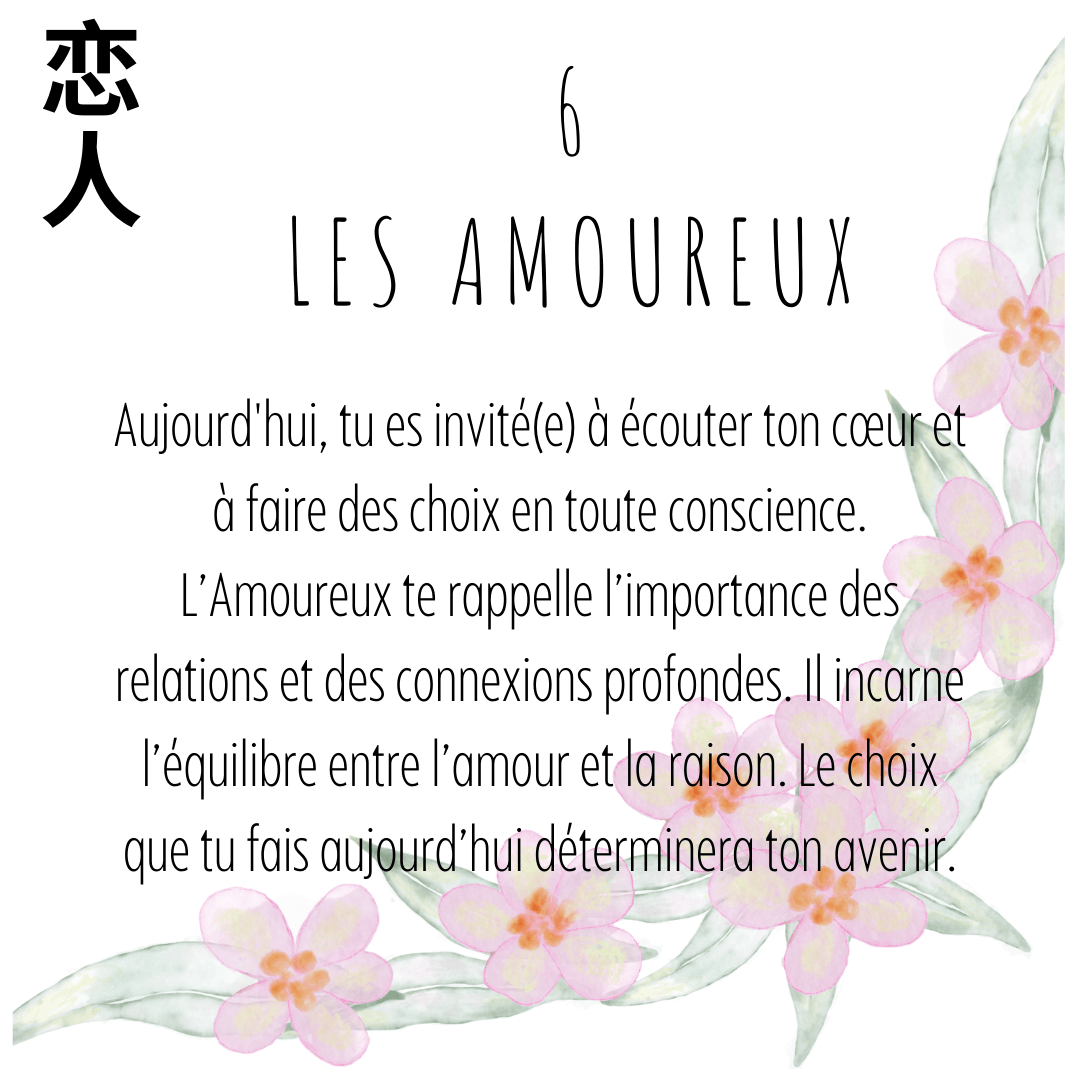 恋人
6
LES AMOUREUX
Aujourd'hui, tu es invité(e) à écouter ton cœur et
à faire des choix en toute conscience.
L’Amoureux te rappelle l’importance des
relations et des connexions profondes. Il incarne
l’équilibre entre l’amour et la raison. Le choix
que tu fais aujourd’hui déterminera ton avenir.